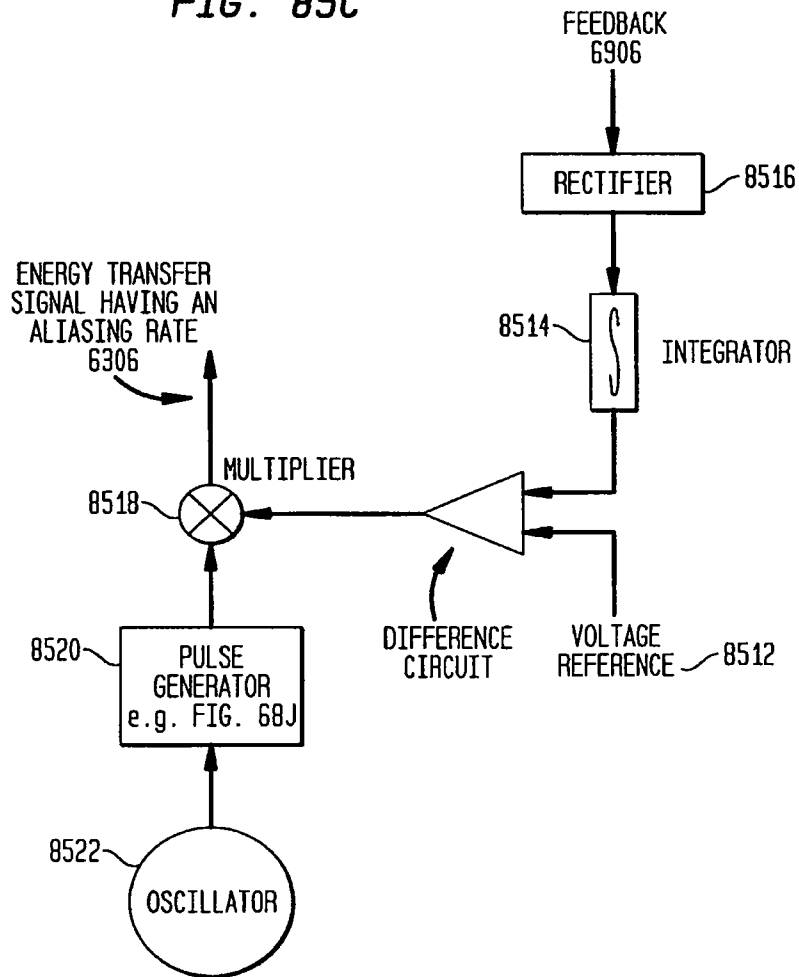 FIG. 85C
FEEDBACK
6906
RECTIFIER
8516
ENERGY TRANSFER
SIGNAL HAVING AN
ALIASING RATE
6306
8514
∫
INTEGRATOR
MULTIPLIER
8518
DIFFERENCE
CIRCUIT
VOLTAGE
REFERENCE
8512
8520
PULSE
GENERATOR
e.g. FIG. 68J
8522
OSCILLATOR